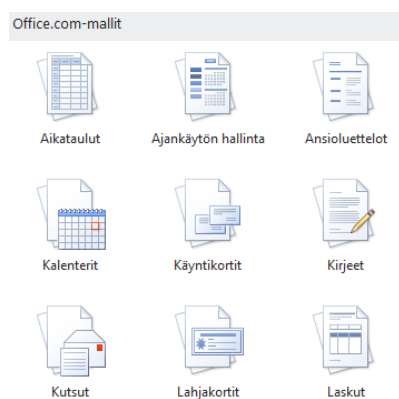 Office.com-mallit
Aikataulut
Ajankäytön hallinta
Ansioluettelot
Kalenterit
Käyntikortit
Kirjeet
Kutsut
Lahjakortit
Laskut